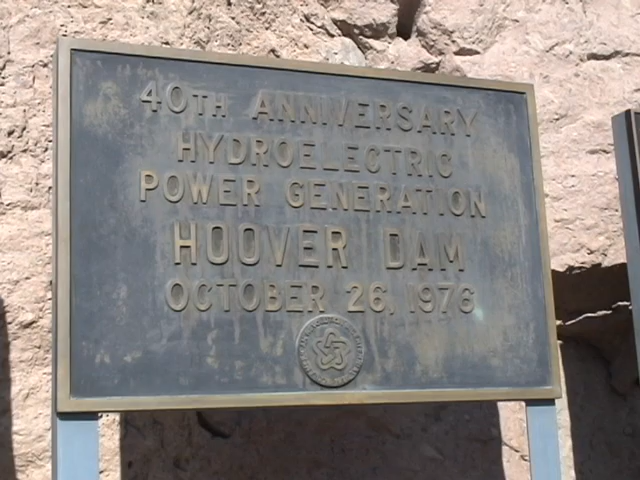 40TH ANNIVERSARY
HYDROELECTRIC
POWER GENERATION
HOOVER DAM
OCTOBER 26, 1976